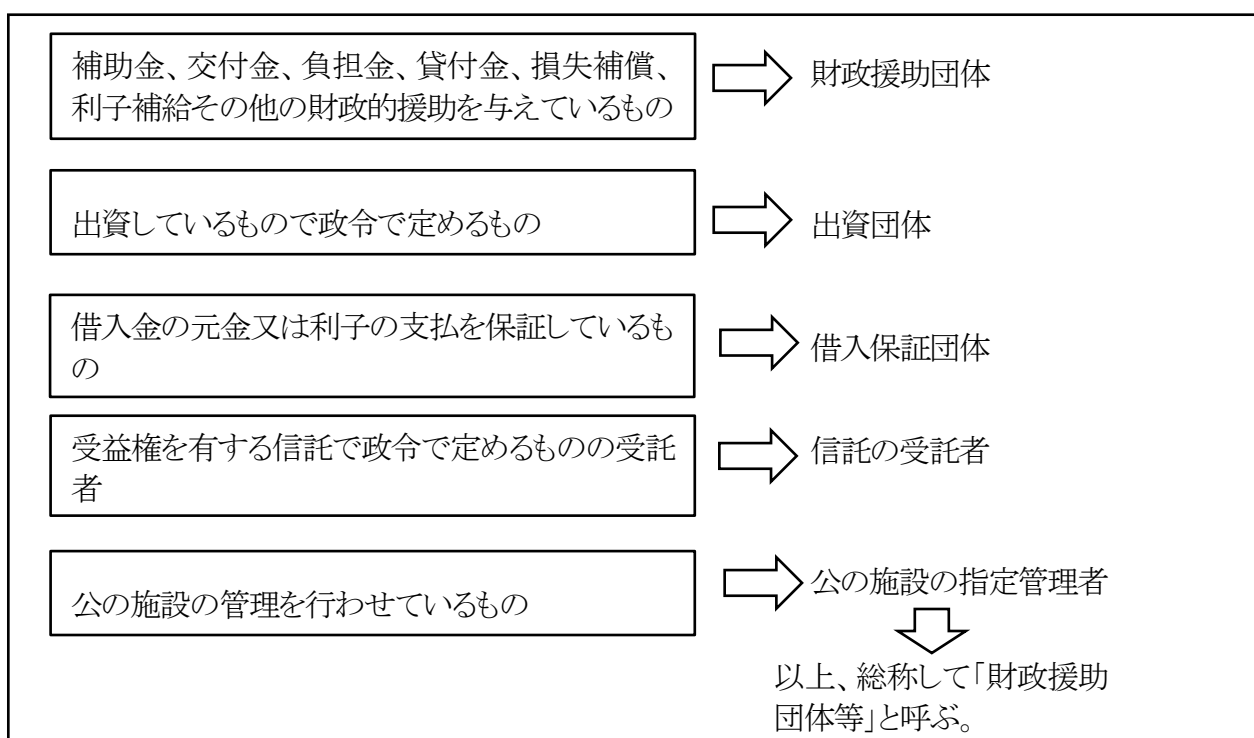 補助金、交付金、負担金、貸付金、損失補償、
利子補給その他の財政的援助を与えているもの
財政援助団体
出資しているもので政令で定めるもの
出資団体
借入金の元金又は利子の支払を保証しているも
の
借入保証団体
受益権を有する信託で政令で定めるものの受託
者
信託の受託者
公の施設の管理を行わせているもの
公の施設の指定管理者
以上、総称して「財政援助
団体等」と呼ぶ。